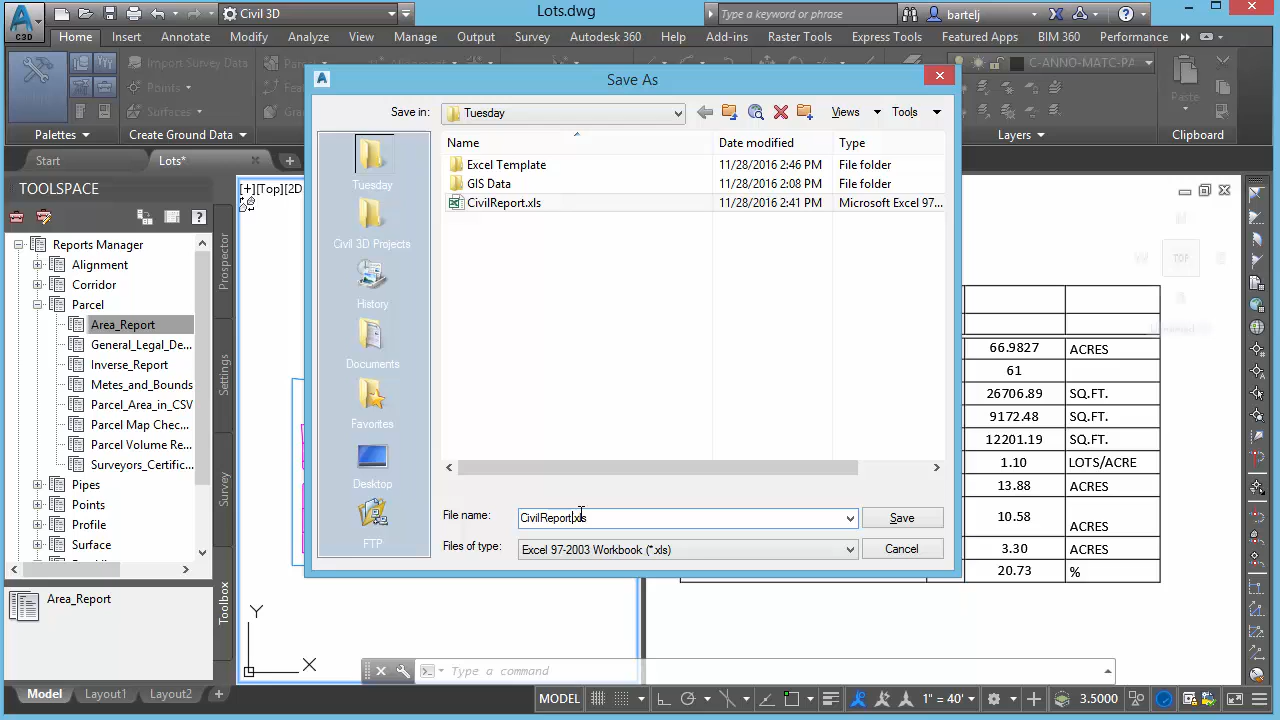 Civil 3D
Lots.dwg
Type a keyword or phrase
bartelj
C3D
Home Insert Annotate Modify Analyze View Manage Output Survey Autodesk 360 Help Add-ins Raster Tools Express Tools Featured Apps BIM 360 Performance
Import Survey Data
Points
Surfaces
Palettes
Create Ground Data
C-ANNO-MATC-PA
Paste
Layers
Clipboard
Start
Lots*
Save As
Save in:
Tuesday
Views
Tools
Name Date modified Type
Excel Template 11/28/2016 2:46 PM File folder
GIS Data 11/28/2016 2:08 PM File folder
CivilReport.xls 11/28/2016 2:41 PM Microsoft Excel 97...
Tuesday
Civil 3D Projects
History
Documents
Favorites
Desktop
FTP
File name:
CivilReport.xls
Save
Files of type:
Excel 97-2003 Workbook (*.xls)
Cancel
TOOLSPACE
Reports Manager
Alignment
Corridor
Parcel
Area_Report
General_Legal_De...
Inverse_Report
Metes_and_Bounds
Parcel_Area_in_CSV
Parcel Map Chec...
Parcel Volume Re...
Surveyors_Certific...
Pipes
Points
Profile
Surface
Area_Report
Prospector
Settings
Survey
Toolbox
[+][Top][2D
TOP
Unnamed
66.9827 ACRES
61
26706.89 SQ.FT.
9172.48 SQ.FT.
12201.19 SQ.FT.
1.10 LOTS/ACRE
13.88 ACRES
10.58 ACRES
3.30 ACRES
20.73 %
Y
X
Type a command
Model Layout1 Layout2
MODEL
1" = 40'
3.5000